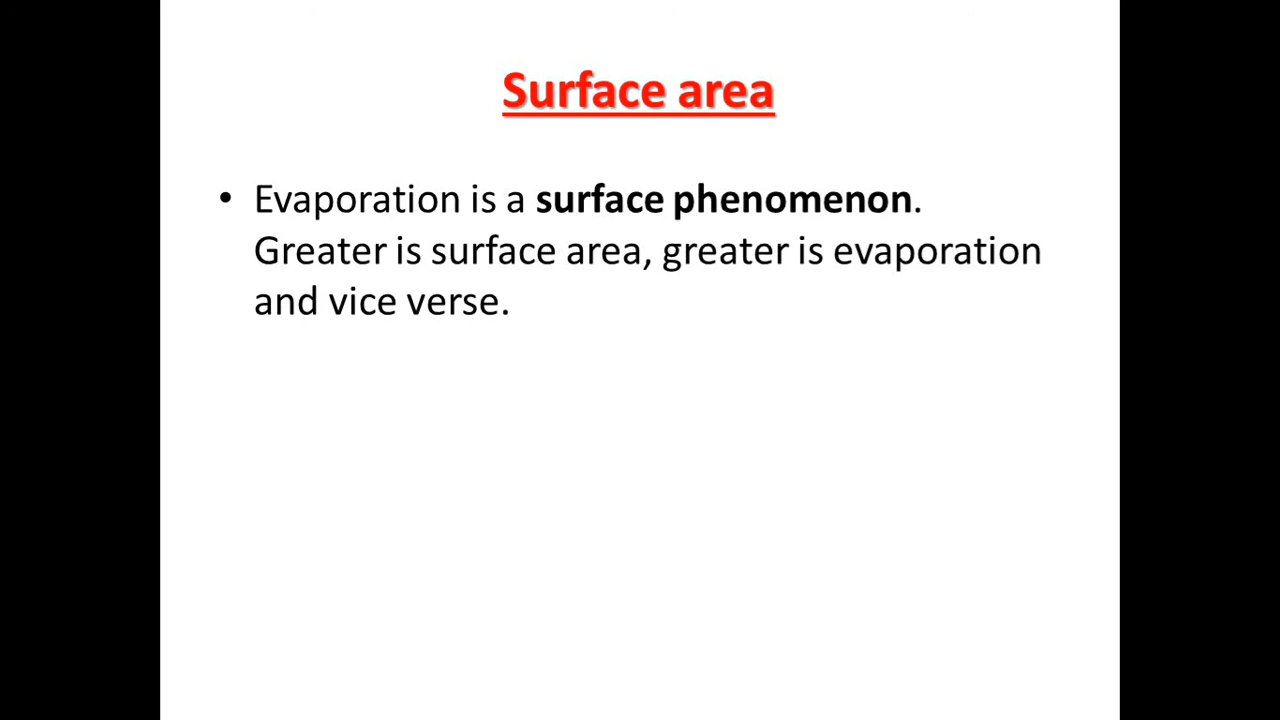 Surface area
• Evaporation is a surface phenomenon.
Greater is surface area, greater is evaporation
and vice verse.